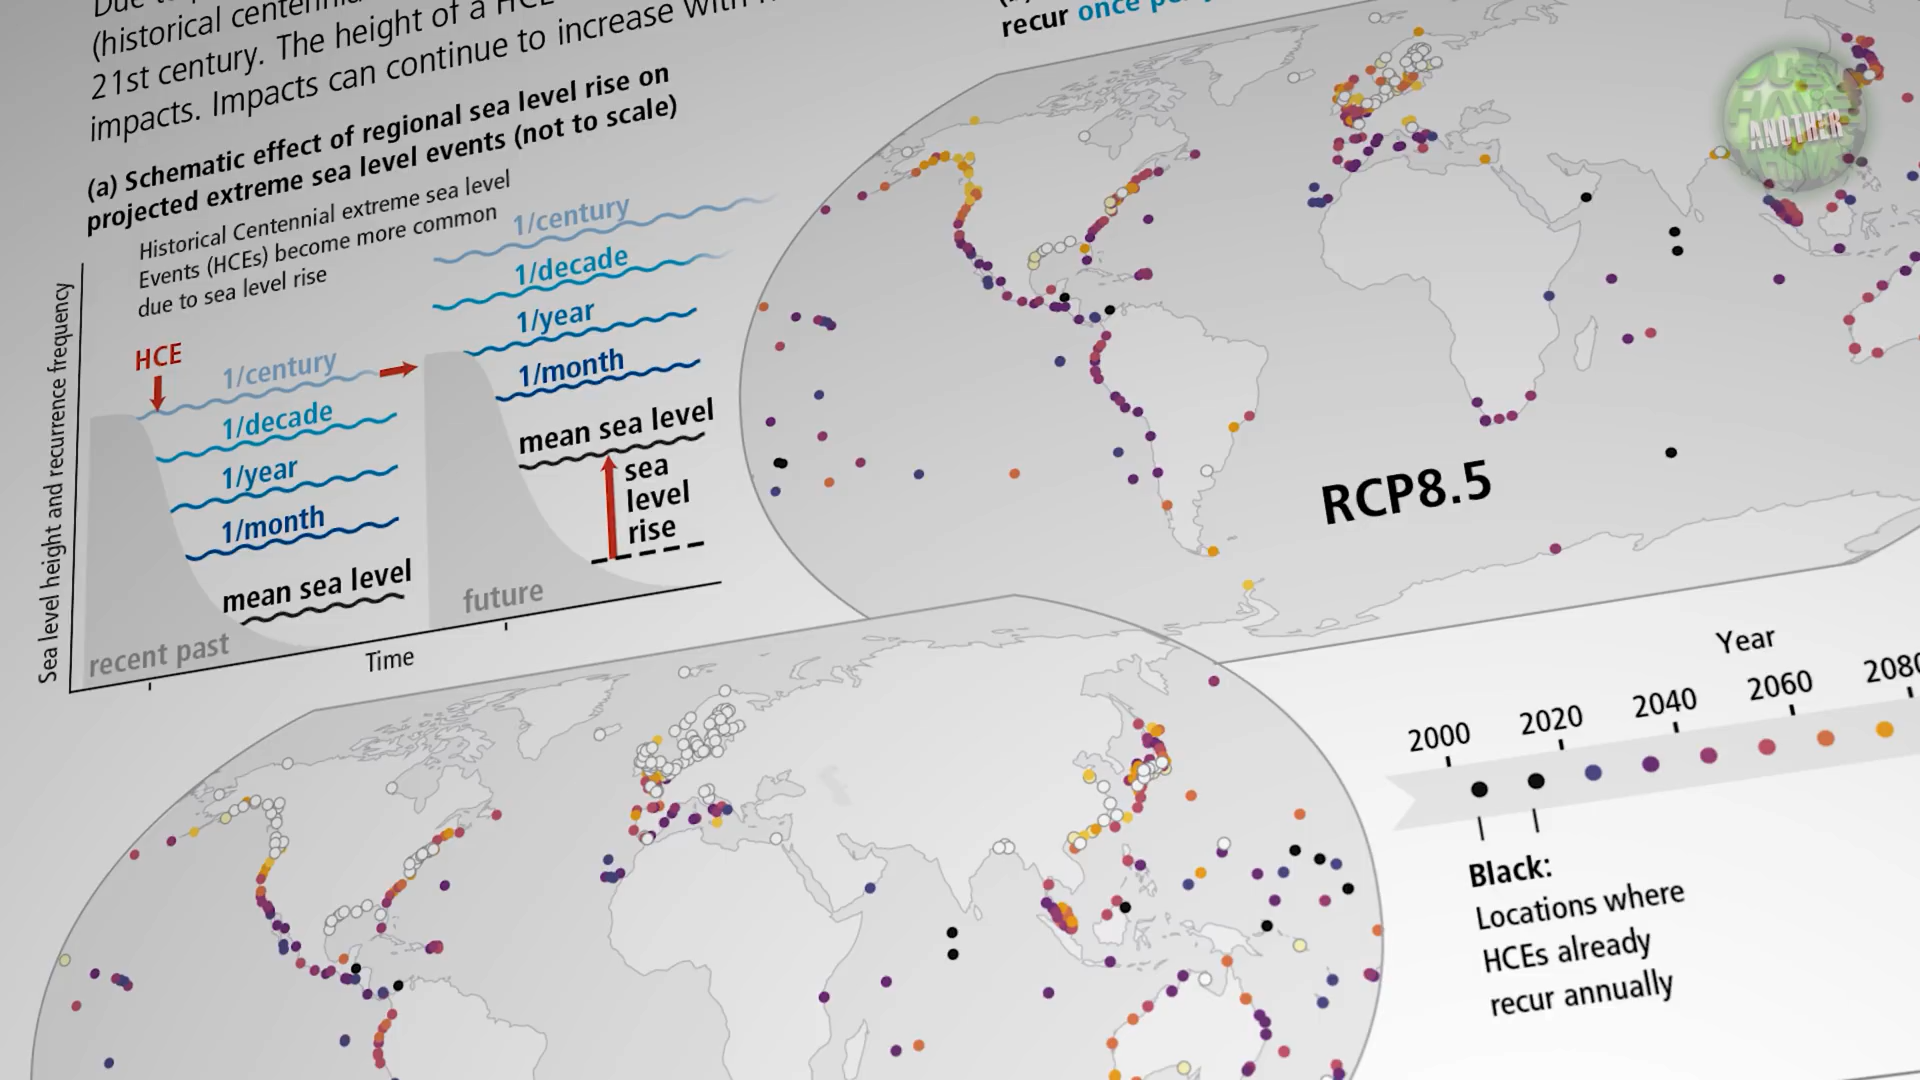 Due to
(historical centenni
21st century. The height of a HCE
impacts. Impacts can continue to increase with
(a) Schematic effect of regional sea level rise on
projected extreme sea level events (not to scale)
Historical Centennial extreme sea level
Events (HCEs) become more common
due to sea level rise
Sea level height and recurrence frequency
HCE
1/century
1/decade
1/year
1/month
mean sea level
recent past
1/century
1/decade
1/year
1/month
mean sea level
sea
level
rise
future
Time
recur once per
RCP8.5
ANOTHER
Year
2000
2020
2040
2060
2080
Black:
Locations where
HCEs already
recur annually